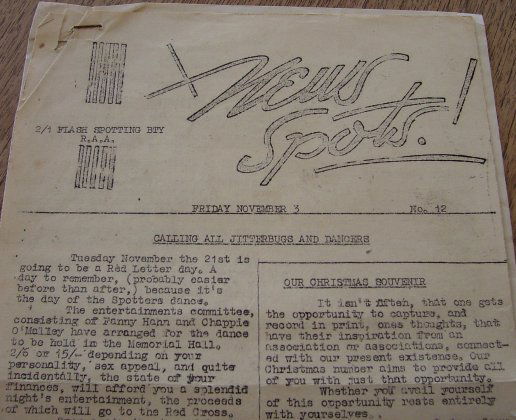 News
Spots.!
2/1 FLASH SPOTTING BTY
R.A.A.
FRIDAY NOVEMBER 3
No. 12
CALLING ALL JITTERBUGS AND DANCERS
Tuesday November the 21st is
going to be a Red Letter day. A
day to remember, (probably easier
before than after,) because it's
the day of the Spotters dance.
The entertainments committee,
consisting of Fanny Hann and Chappie
O'Malley have arranged for the dance
to be held in the Memorial Hall.
2/6 or 15/- depending on your
personality, sex appeal, and quite
incidentally, the state of your
finances, will afford you a splendid
night's entertainment, the proceeds
of which will go to the Red Cross.
OUR CHRISTMAS SOUVENIR
It isn't often, that one gets
the opportunity to capture, and
record in print, ones thoughts, that
have their inspiration from an
association or associations, connect-
ed with our present existence. Our
Christmas number aims to provide all
of you with just that opportunity.
Whether you avail yourself
of this opportunity rests entirely
with yourselves.